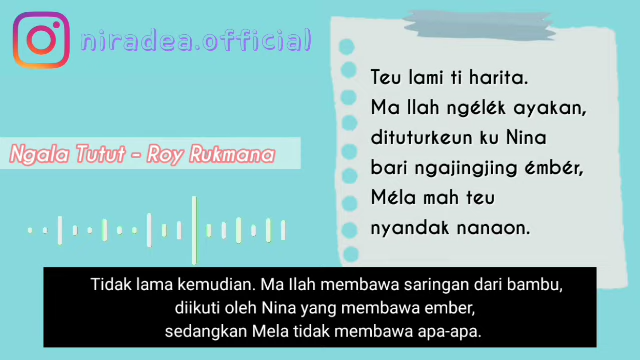 niradea.official
Ngala Tutut - Roy Rukmana
Teu lami ti harita.
Ma Ilah ngélék ayakan,
dituturkeun ku Nina
bari ngajingjing émbér,
Méla mah teu
nyandak nanaon.
Tidak lama kemudian. Ma Ilah membawa saringan dari bambu,
diikuti oleh Nina yang membawa ember,
sedangkan Mela tidak membawa apa-apa.